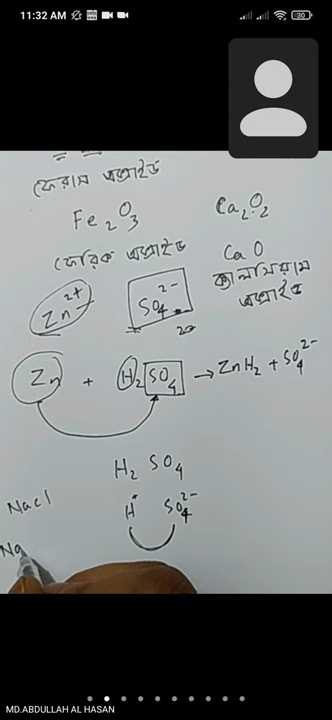 11:32 AM
30
ফেরাস অক্সাইড
Fe2O3
Ca2O2
ফেরিক অক্সাইড
CaO
ক্যালসিয়াম
অক্সাইড
Zn2+
SO42-
Zn + H2SO4 → ZnH2 + SO42-
H2SO4
NaCl
H+ SO42-
Na
MD.ABDULLAH AL HASAN